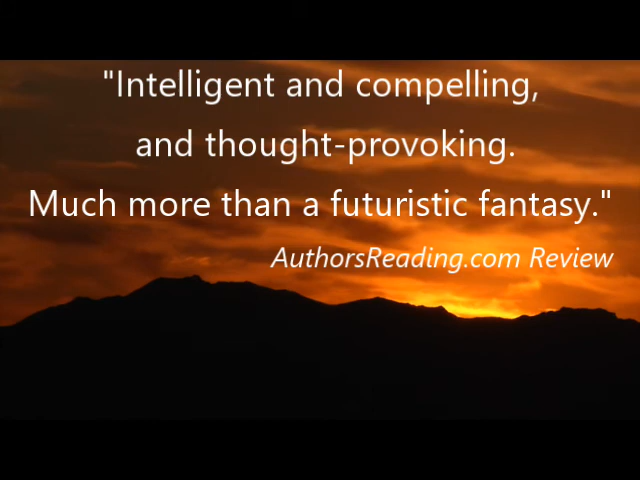 "Intelligent and compelling,
and thought-provoking.
Much more than a futuristic fantasy."
AuthorsReading.com Review